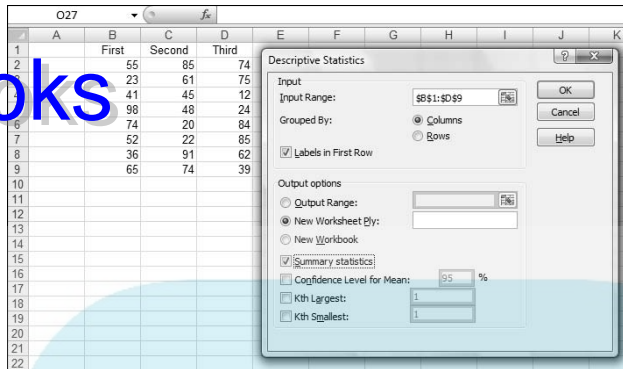 O27 fx
A B C D E F G H I J K
1 First Second Third
2 55 85 74
3 23 61 75
4 41 45 12
98 48 24
6 74 20 84
7 52 22 85
8 36 91 62
9 65 74 39
10
11
12
13
14
15
16
17
18
19
20
21
22
oks
Descriptive Statistics ?
Input
Input Range: $B$1:$D$9
Grouped By: Columns
Rows
Labels in First Row
OK
Cancel
Help
Output options
Output Range:
New Worksheet Ply:
New Workbook
Summary statistics
Confidence Level for Mean: 95 %
Kth Largest: 1
Kth Smallest: 1